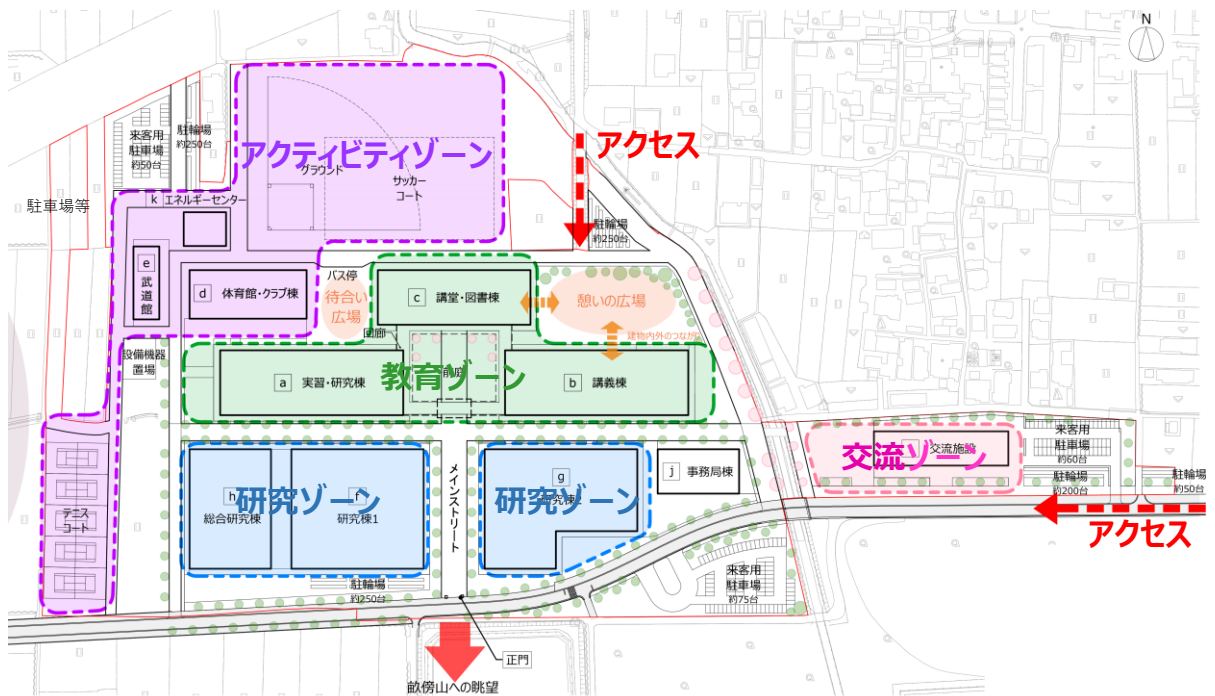 N
アクセス
来客用
駐車場
約50台
駐輪場
約250台
アクティビティゾーン
グラウンド
サッカー
コート
駐車場等
k エネルギーセンター
駐輪場
約250台
e
武道館
d 体育館・クラブ棟
バス停
待合い
広場
c 講堂・図書棟
憩いの広場
建物内外のつながり
回廊
設備機器
置場
a 実習・研究棟
教育ゾーン
b 講義棟
来客用
駐車場
約60台
交流ゾーン
交流施設
駐輪場
約200台
駐輪場
約50台
アクセス
メインストリート
研究ゾーン
h
総合研究棟
f
研究棟1
研究ゾーン
g
研究棟2
j 事務局棟
テニス
コート
駐輪場
約250台
来客用
駐車場
約75台
正門
畝傍山への眺望